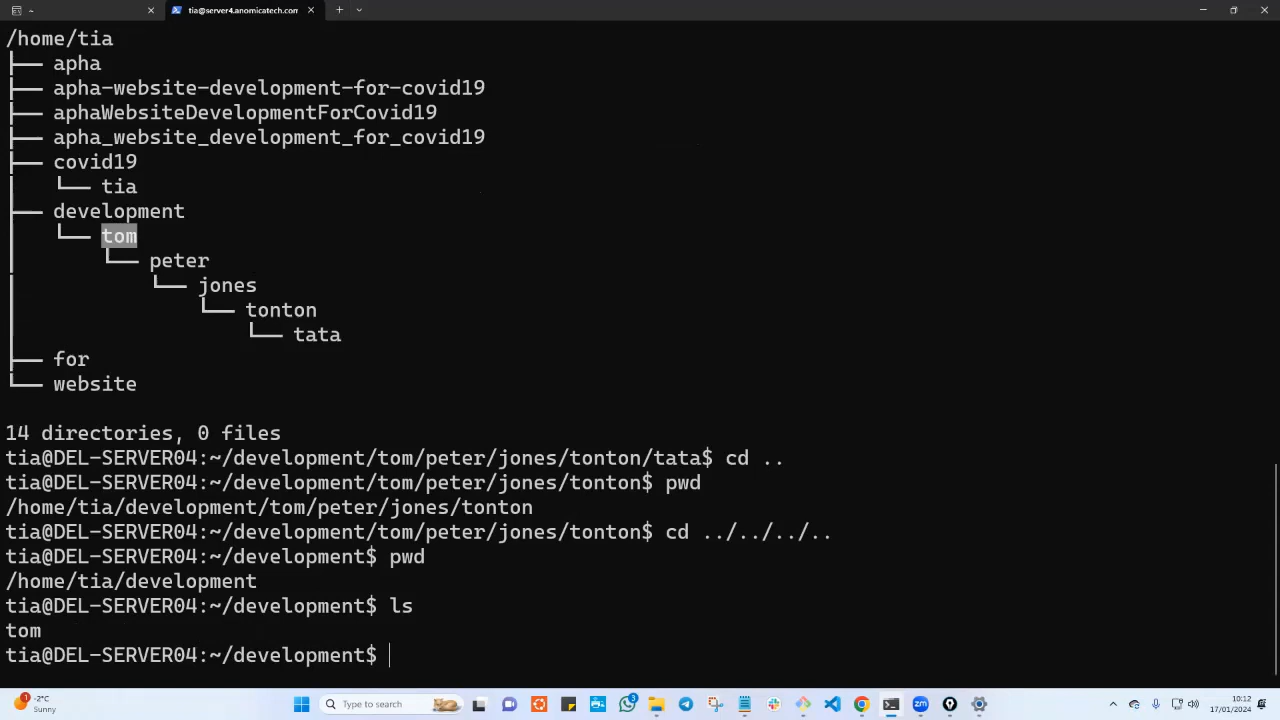 tia@server4.anomicatech.com
/home/tia
├── apha
├── apha-website-development-for-covid19
├── aphaWebsiteDevelopmentForCovid19
├── apha_website_development_for_covid19
├── covid19
│   └── tia
├── development
│   └── tom
│       └── peter
│           └── jones
│               └── tonton
│                   └── tata
├── for
└── website
14 directories, 0 files
tia@DEL-SERVER04:~/development/tom/peter/jones/tonton/tata$ cd ..
tia@DEL-SERVER04:~/development/tom/peter/jones/tonton$ pwd
/home/tia/development/tom/peter/jones/tonton
tia@DEL-SERVER04:~/development/tom/peter/jones/tonton$ cd ../../../..
tia@DEL-SERVER04:~/development$ pwd
/home/tia/development
tia@DEL-SERVER04:~/development$ ls
tom
tia@DEL-SERVER04:~/development$
1
-2°C
Sunny
Type to search
3
zm
10:12
17/01/2024